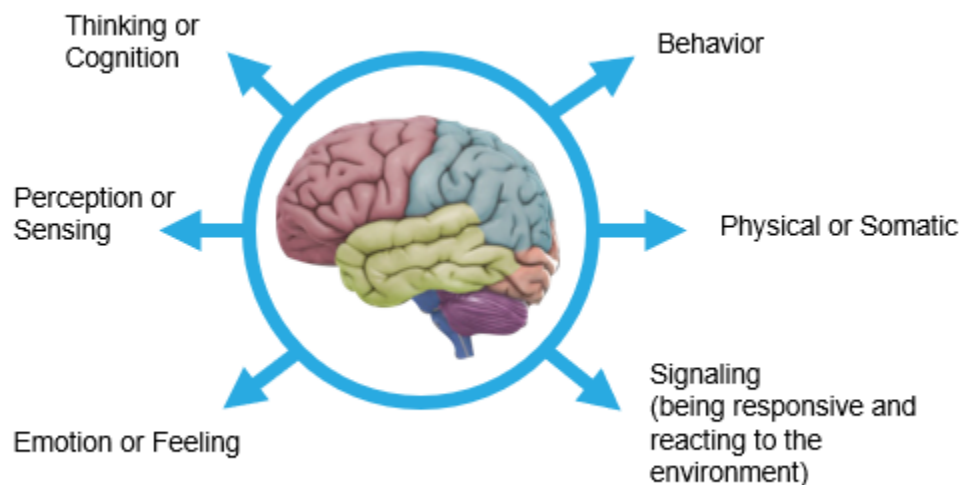 Thinking or
Cognition
Behavior
Perception or
Sensing
Physical or Somatic
Emotion or Feeling
Signaling
(being responsive and
reacting to the
environment)